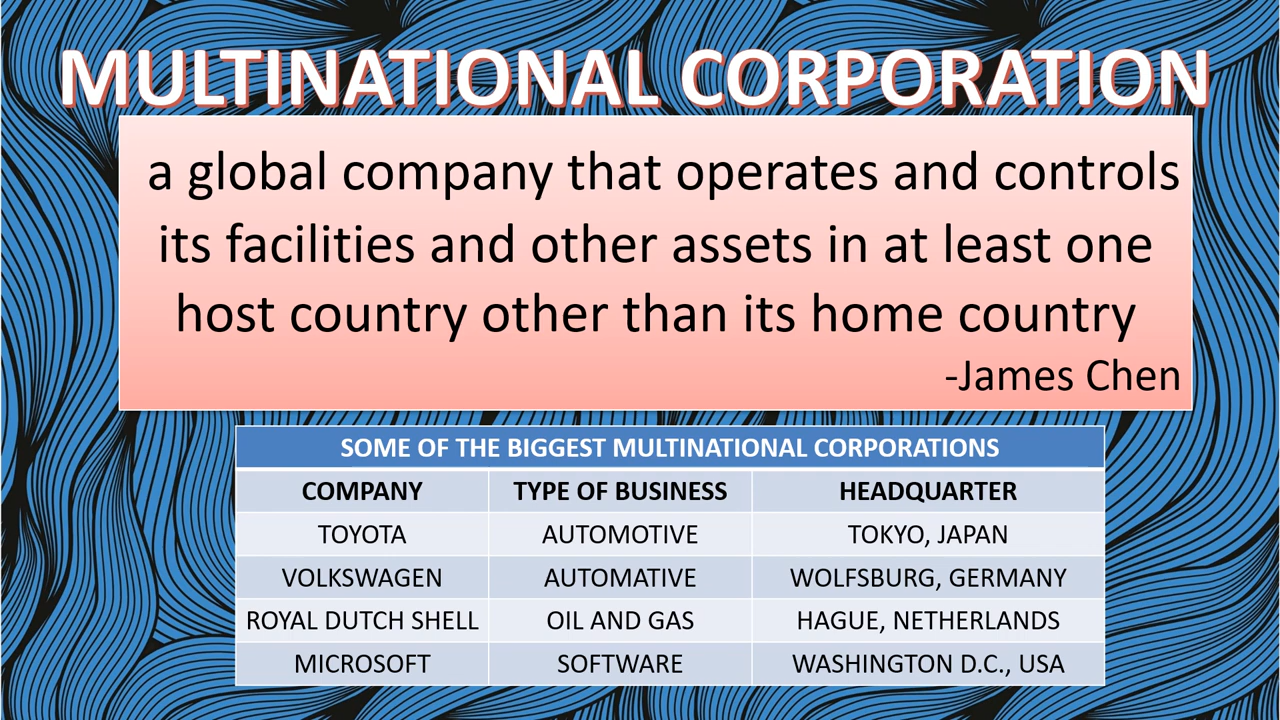 MULTINATIONAL CORPORATION
a global company that operates and controls
its facilities and other assets in at least one
host country other than its home country
-James Chen
SOME OF THE BIGGEST MULTINATIONAL CORPORATIONS
COMPANY TYPE OF BUSINESS HEADQUARTER
TOYOTA AUTOMOTIVE TOKYO, JAPAN
VOLKSWAGEN AUTOMATIVE WOLFSBURG, GERMANY
ROYAL DUTCH SHELL OIL AND GAS HAGUE, NETHERLANDS
MICROSOFT SOFTWARE WASHINGTON D.C., USA